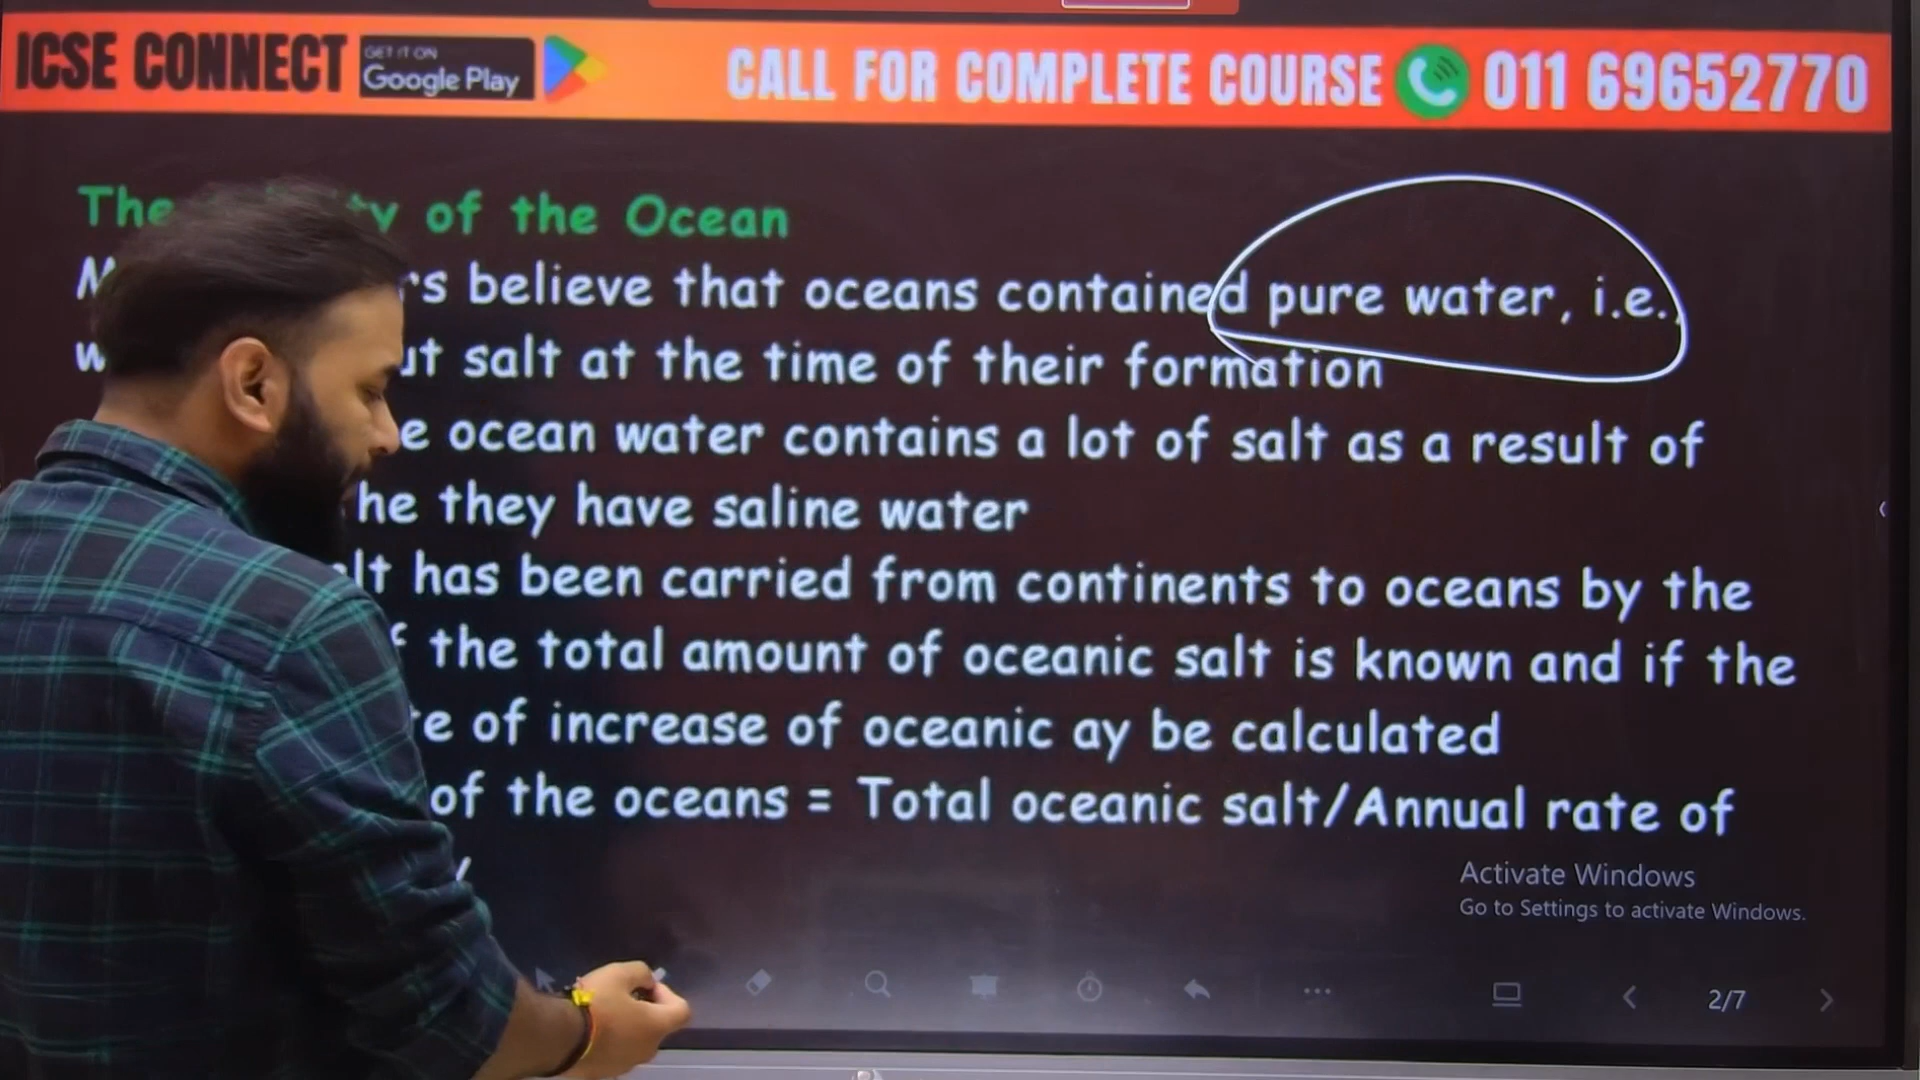 ICSE CONNECT GET IT ON Google Play CALL FOR COMPLETE COURSE 011 69652770
The of the Ocean
believe that oceans contained pure water, i.e.,
salt at the time of their formation
ocean water contains a lot of salt as a result of
they have saline water
has been carried from continents to oceans by the
the total amount of oceanic salt is known and if the
of increase of oceanic ay be calculated
of the oceans = Total oceanic salt/Annual rate of
Activate Windows
Go to Settings to activate Windows.
2/7